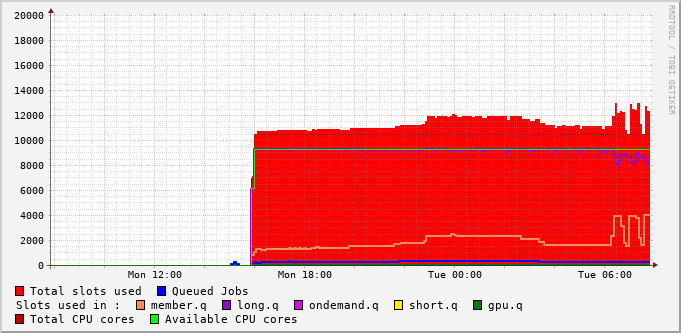 RRDTOOL / TOBI OETIKER
20000
18000
16000
14000
12000
10000
8000
6000
4000
2000
0
Mon 12:00 Mon 18:00 Tue 00:00 Tue 06:00
Total slots used Queued Jobs
Slots used in : member.q long.q ondemand.q short.q gpu.q
Total CPU cores Available CPU cores